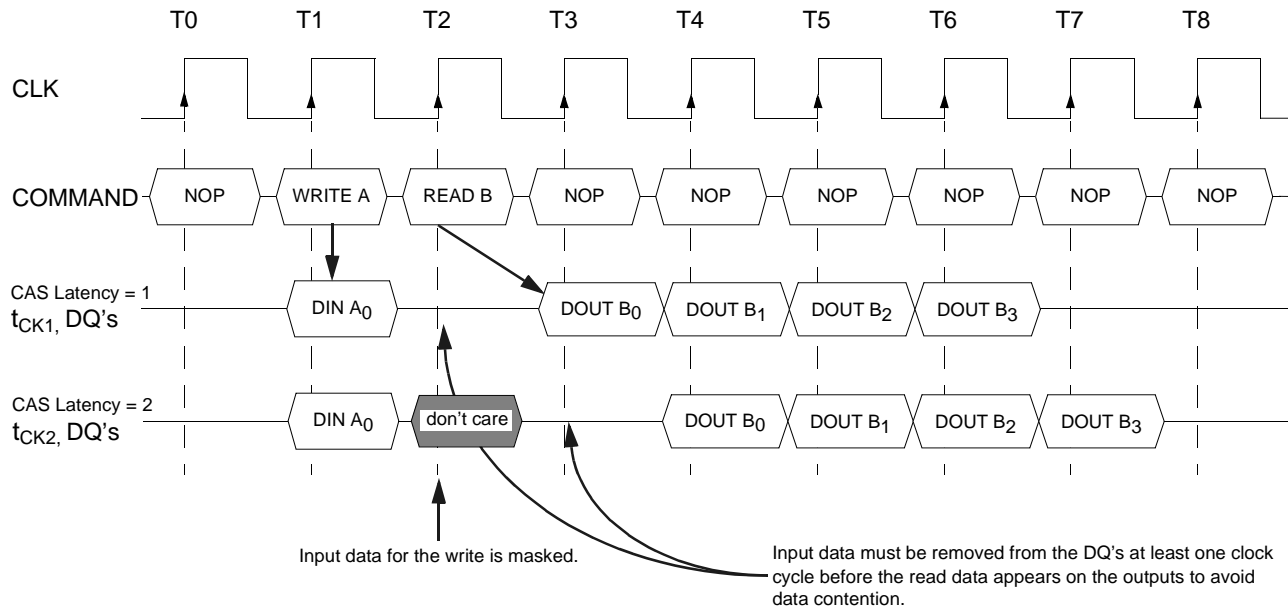 T0 T1 T2 T3 T4 T5 T6 T7 T8
CLK
COMMAND NOP WRITE A READ B NOP NOP NOP NOP NOP NOP
CAS Latency = 1
tCK1, DQ's DIN A0 DOUT B0 DOUT B1 DOUT B2 DOUT B3
CAS Latency = 2
tCK2, DQ's DIN A0 don't care DOUT B0 DOUT B1 DOUT B2 DOUT B3
Input data for the write is masked.
Input data must be removed from the DQ's at least one clock
cycle before the read data appears on the outputs to avoid
data contention.